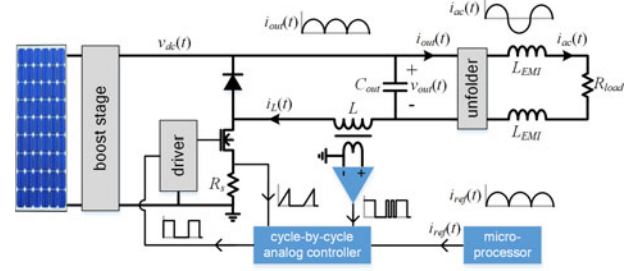 i_ac(t)
v_dc(t)
i_out(t)
i_out(t)
i_ac(t)
L_EMI
boost stage
driver
R_s
i_L(t)
L
C_out
+
v_out(t)
-
unfolder
R_load
L_EMI
- +
cycle-by-cycle
analog controller
i_ref(t)
i_ref(t)
micro-
processor